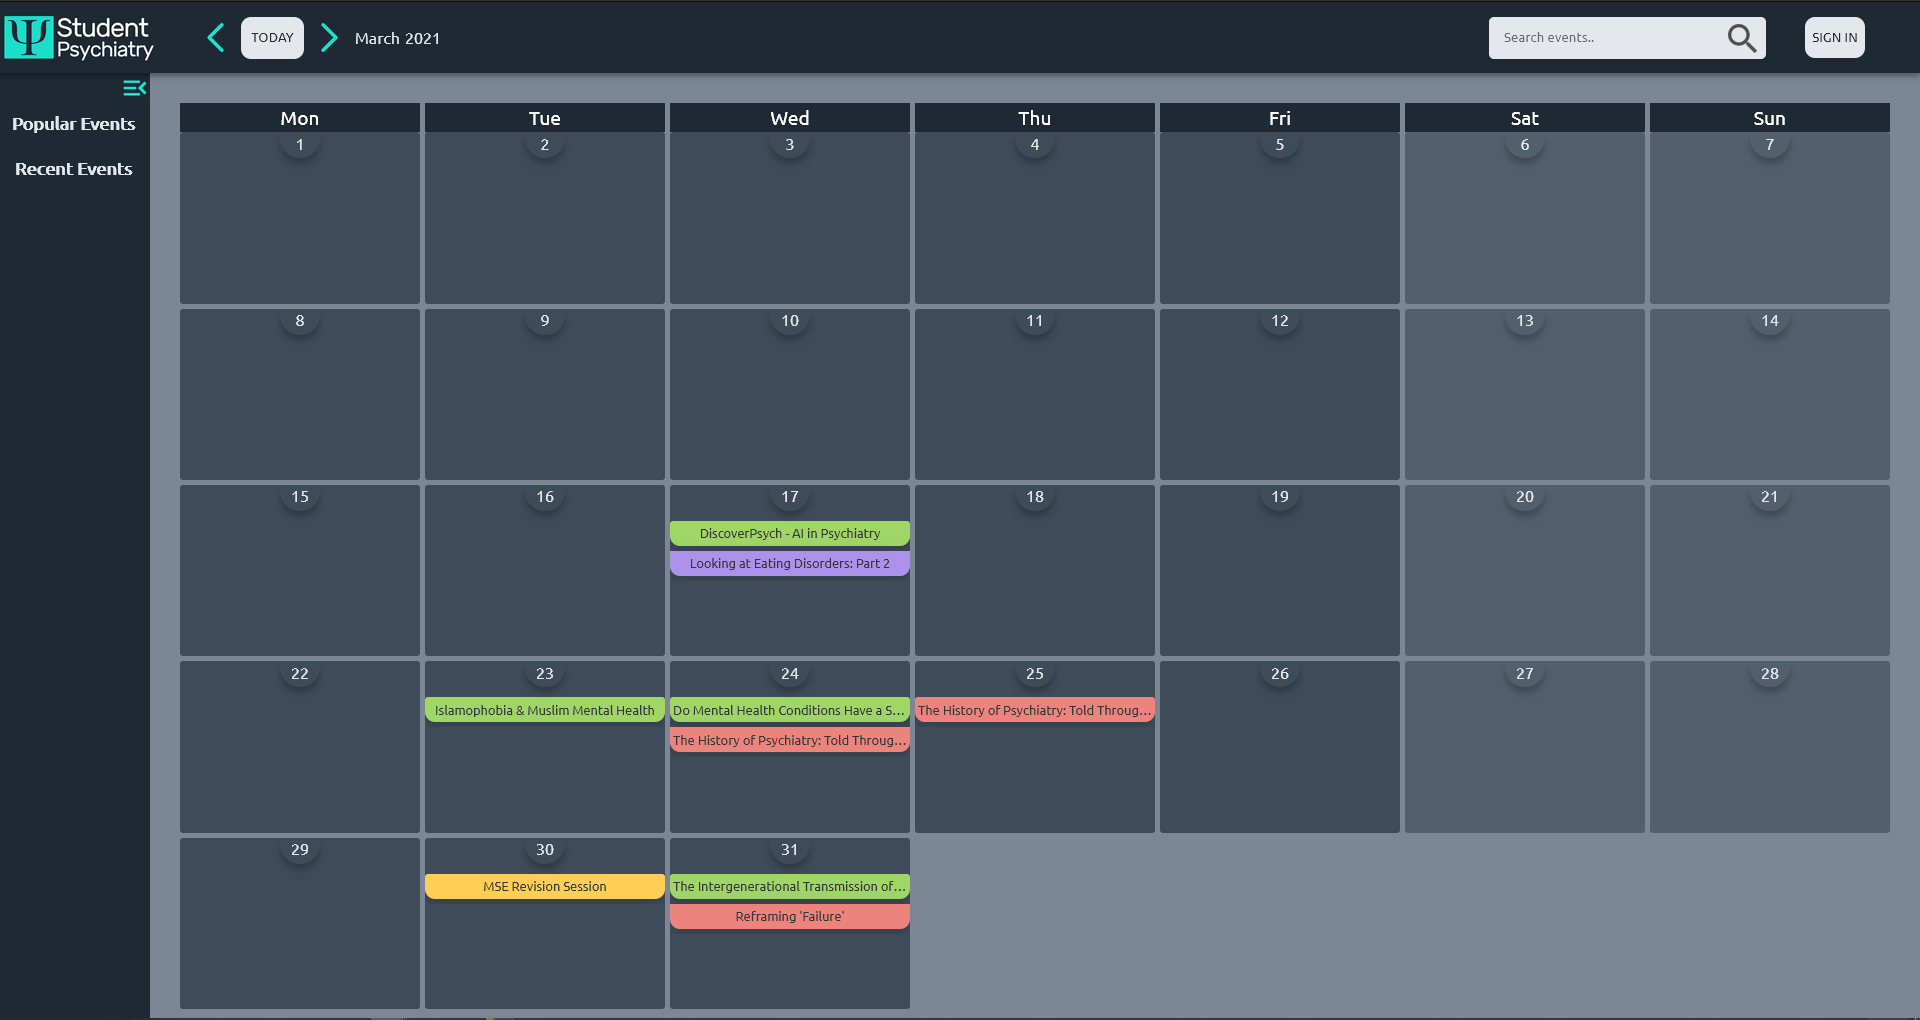 Student
Psychiatry
TODAY
March 2021
Search events..
SIGN IN
Popular Events
Recent Events
Mon Tue Wed Thu Fri Sat Sun
1 2 3 4 5 6 7
8 9 10 11 12 13 14
15 16 17 18 19 20 21
DiscoverPsych - AI in Psychiatry
Looking at Eating Disorders: Part 2
22 23 24 25 26 27 28
Islamophobia & Muslim Mental Health
Do Mental Health Conditions Have a S...
The History of Psychiatry: Told Throug...
The History of Psychiatry: Told Throug...
29 30 31
MSE Revision Session
The Intergenerational Transmission of...
Reframing 'Failure'